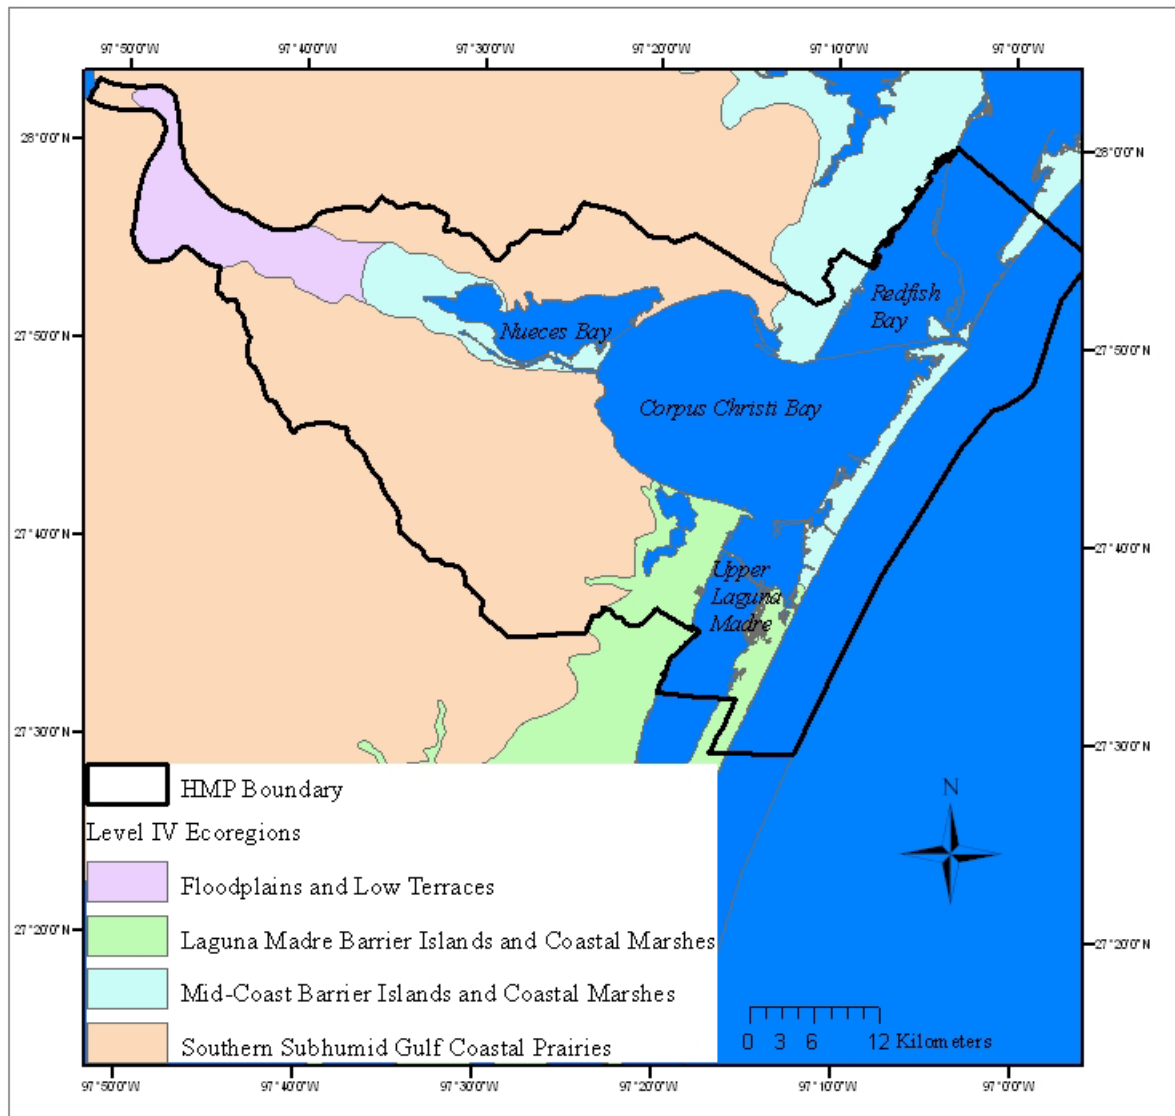 97°50'0"W 97°40'0"W 97°30'0"W 97°20'0"W 97°10'0"W 97°0'0"W
28°0'0"N
28°0'0"N
Redfish
Bay
Nueces Bay
27°50'0"N
27°50'0"N
Corpus Christi Bay
27°40'0"N
27°40'0"N
Upper
Laguna
Madre
27°30'0"N
27°30'0"N
HMP Boundary
N
Level IV Ecoregions
Floodplains and Low Terraces
27°20'0"N
Laguna Madre Barrier Islands and Coastal Marshes
27°20'0"N
Mid-Coast Barrier Islands and Coastal Marshes
Southern Subhumid Gulf Coastal Prairies
0 3 6 12 Kilometers
97°50'0"W 97°40'0"W 97°30'0"W 97°20'0"W 97°10'0"W 97°0'0"W